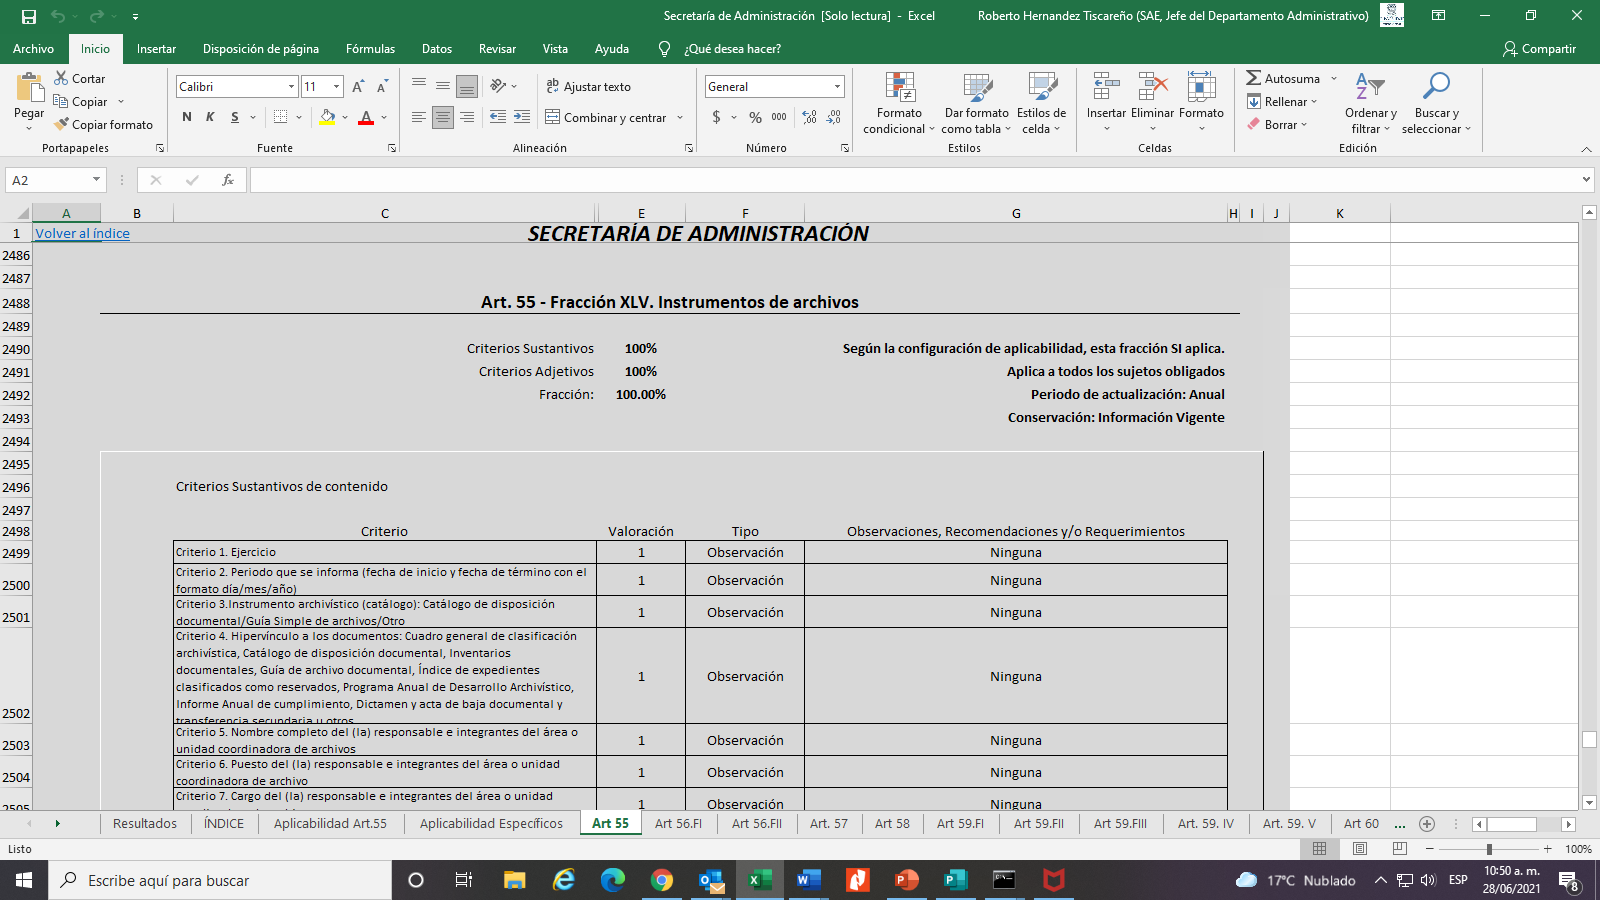 Secretaría de Administración  [Solo lectura]  -  Excel
Roberto Hernandez Tiscareño (SAE, Jefe del Departamento Administrativo)
Archivo
Inicio
Insertar
Disposición de página
Fórmulas
Datos
Revisar
Vista
Ayuda
¿Qué desea hacer?
Compartir
Pegar
Cortar
Copiar
Copiar formato
Portapapeles
Calibri
11
N K S
Fuente
Ajustar texto
Combinar y centrar
Alineación
General
$ % 000
Número
Formato condicional
Dar formato como tabla
Estilos de celda
Estilos
Insertar
Eliminar
Formato
Celdas
Autosuma
Rellenar
Borrar
Ordenar y filtrar
Buscar y seleccionar
Edición
A2
fx
A B C E F G H I J K
1 Volver al índice SECRETARÍA DE ADMINISTRACIÓN
2486
2487
2488 Art. 55 - Fracción XLV. Instrumentos de archivos
2489
2490 Criterios Sustantivos 100% Según la configuración de aplicabilidad, esta fracción SI aplica.
2491 Criterios Adjetivos 100% Aplica a todos los sujetos obligados
2492 Fracción: 100.00% Periodo de actualización: Anual
2493 Conservación: Información Vigente
2494
2495
2496 Criterios Sustantivos de contenido
2497
2498 Criterio Valoración Tipo Observaciones, Recomendaciones y/o Requerimientos
2499 Criterio 1. Ejercicio 1 Observación Ninguna
Criterio 2. Periodo que se informa (fecha de inicio y fecha de término con el
2500 formato día/mes/año) 1 Observación Ninguna
Criterio 3.Instrumento archivístico (catálogo): Catálogo de disposición
2501 documental/Guía Simple de archivos/Otro 1 Observación Ninguna
Criterio 4. Hipervínculo a los documentos: Cuadro general de clasificación
archivística, Catálogo de disposición documental, Inventarios
documentales, Guía de archivo documental, Índice de expedientes
clasificados como reservados, Programa Anual de Desarrollo Archivístico,
Informe Anual de cumplimiento, Dictamen y acta de baja documental y
2502 transferencia secundaria u otros 1 Observación Ninguna
Criterio 5. Nombre completo del (la) responsable e integrantes del área o
2503 unidad coordinadora de archivos 1 Observación Ninguna
Criterio 6. Puesto del (la) responsable e integrantes del área o unidad
2504 coordinadora de archivo 1 Observación Ninguna
Criterio 7. Cargo del (la) responsable e integrantes del área o unidad
2505 1 Observación Ninguna
Resultados
ÍNDICE
Aplicabilidad Art.55
Aplicabilidad Específicos
Art 55
Art 56.FI
Art 56.FII
Art. 57
Art 58
Art 59.FI
Art 59.FII
Art 59.FIII
Art. 59. IV
Art. 59. V
Art 60
...
Listo
100%
Escribe aquí para buscar
17°C Nublado
ESP
10:50 a. m.
28/06/2021
8